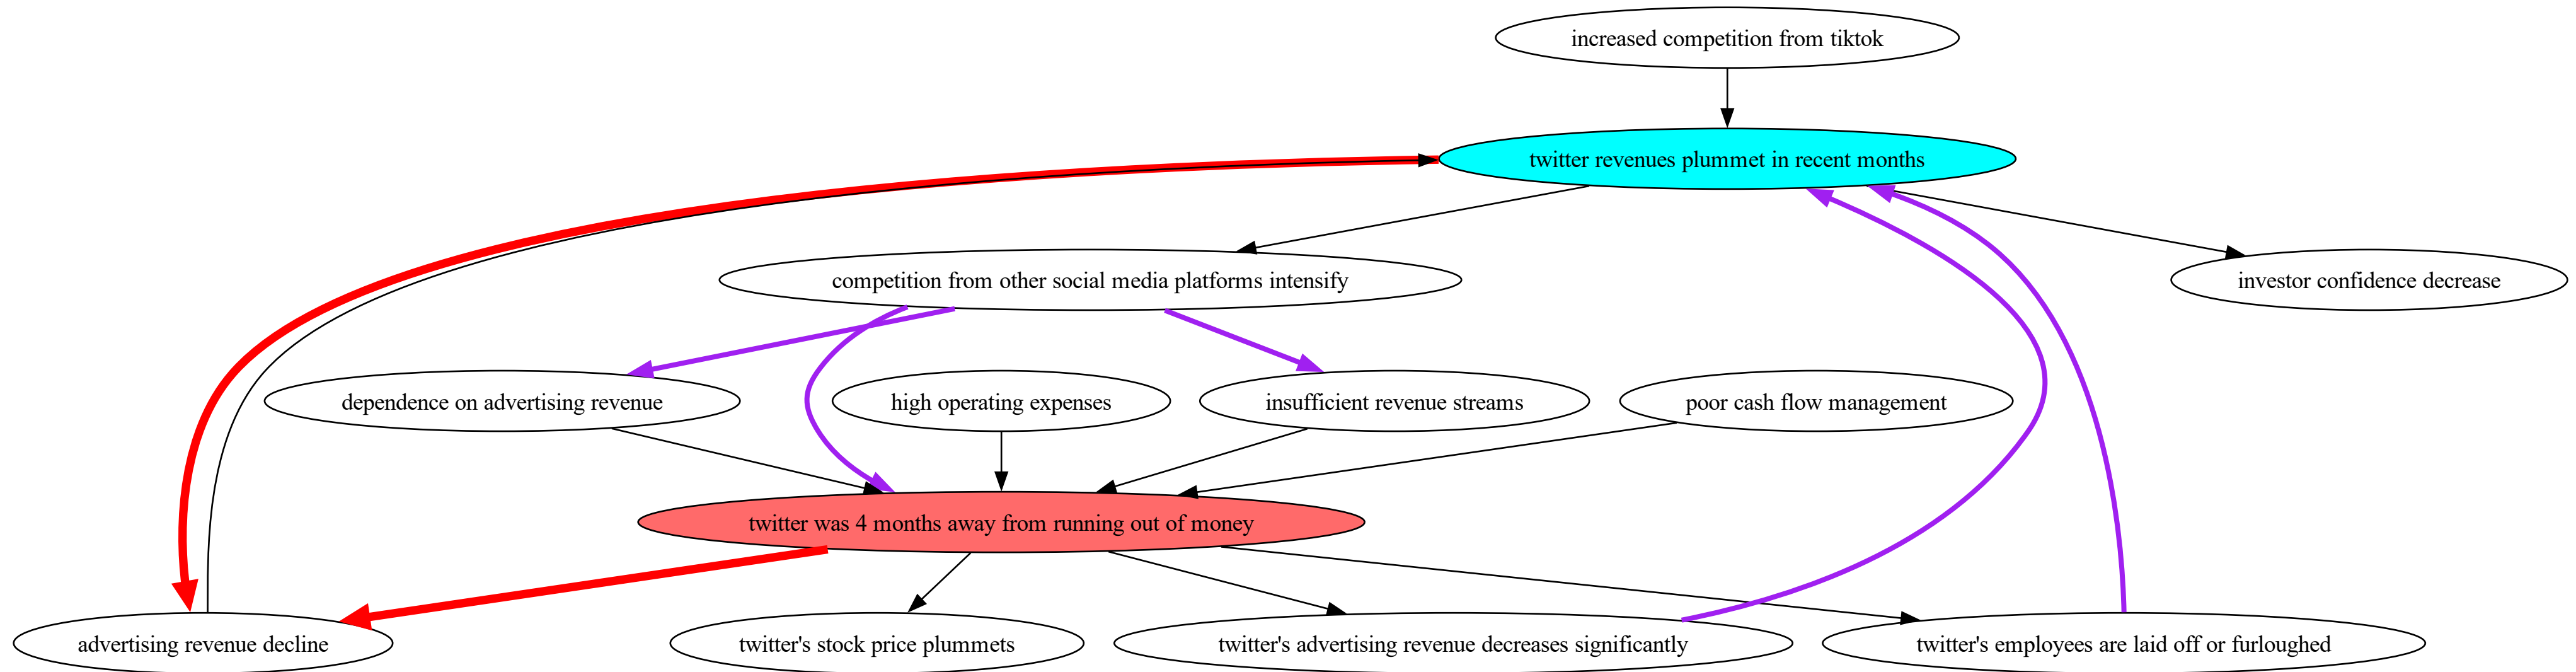 increased competition from tiktok
twitter revenues plummet in recent months
competition from other social media platforms intensify
investor confidence decrease
dependence on advertising revenue
high operating expenses
insufficient revenue streams
poor cash flow management
twitter was 4 months away from running out of money
advertising revenue decline
twitter's stock price plummets
twitter's advertising revenue decreases significantly
twitter's employees are laid off or furloughed